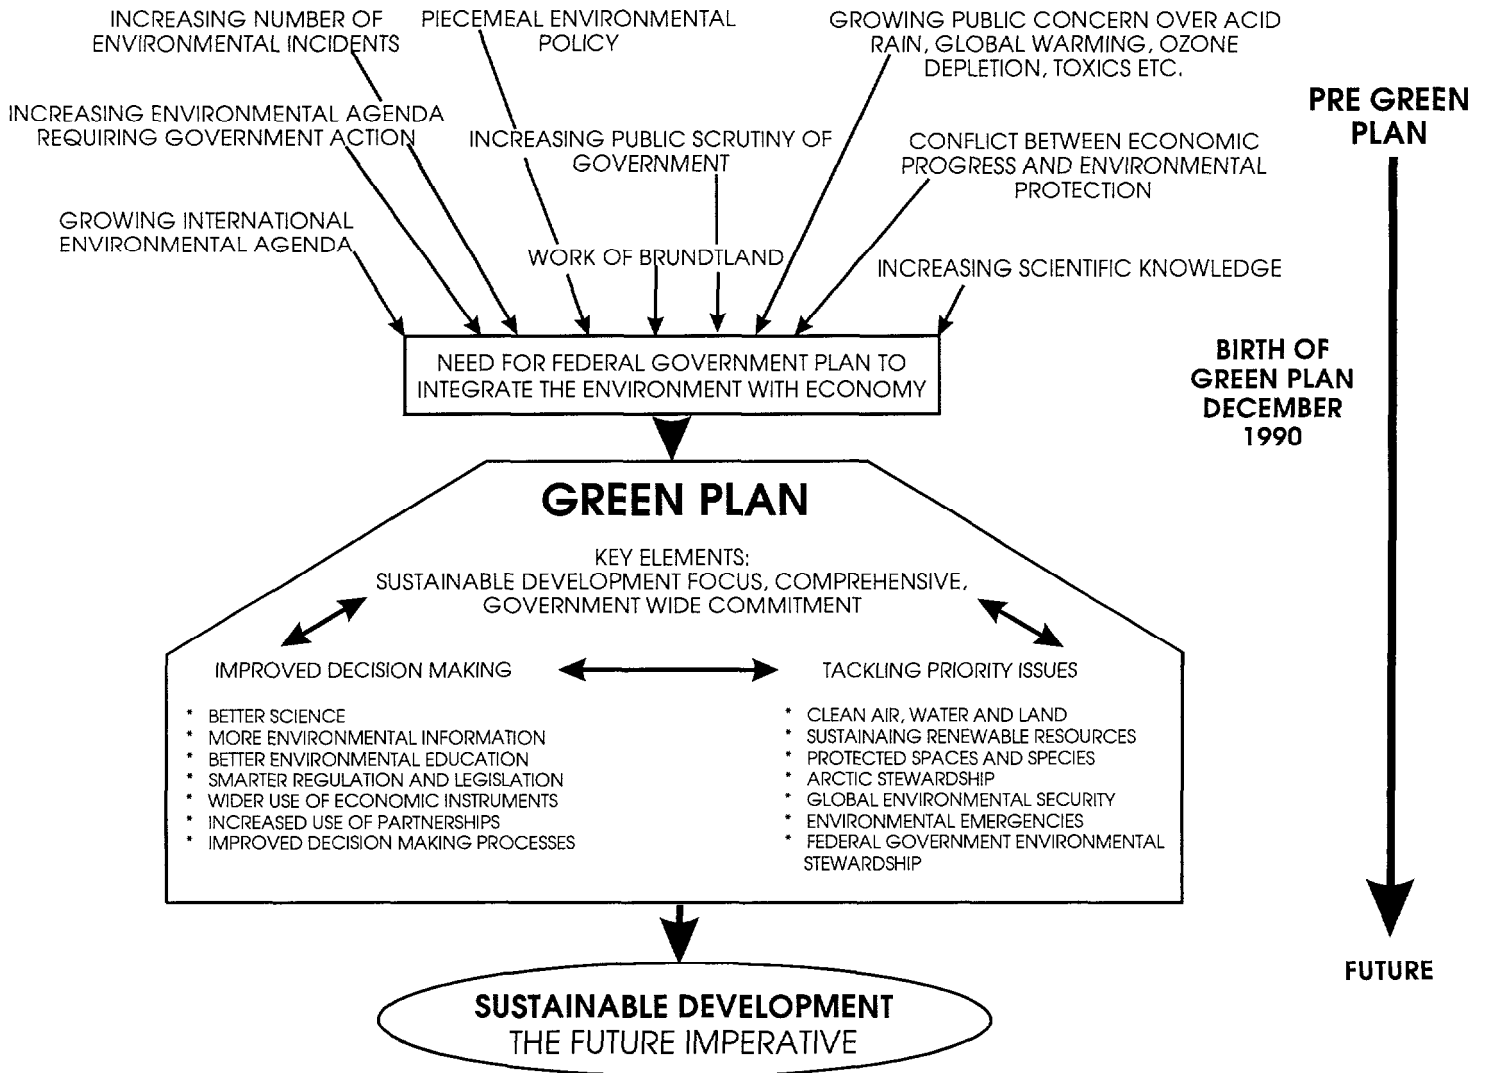 INCREASING NUMBER OF
ENVIRONMENTAL INCIDENTS
PIECEMEAL ENVIRONMENTAL
POLICY
GROWING PUBLIC CONCERN OVER ACID
RAIN, GLOBAL WARMING, OZONE
DEPLETION, TOXICS ETC.
PRE GREEN
PLAN
INCREASING ENVIRONMENTAL AGENDA
REQUIRING GOVERNMENT ACTION
INCREASING PUBLIC SCRUTINY OF
GOVERNMENT
CONFLICT BETWEEN ECONOMIC
PROGRESS AND ENVIRONMENTAL
PROTECTION
GROWING INTERNATIONAL
ENVIRONMENTAL AGENDA
WORK OF BRUNDTLAND
INCREASING SCIENTIFIC KNOWLEDGE
NEED FOR FEDERAL GOVERNMENT PLAN TO
INTEGRATE THE ENVIRONMENT WITH ECONOMY
BIRTH OF
GREEN PLAN
DECEMBER
1990
GREEN PLAN
KEY ELEMENTS:
SUSTAINABLE DEVELOPMENT FOCUS, COMPREHENSIVE,
GOVERNMENT WIDE COMMITMENT
IMPROVED DECISION MAKING
* BETTER SCIENCE
* MORE ENVIRONMENTAL INFORMATION
* BETTER ENVIRONMENTAL EDUCATION
* SMARTER REGULATION AND LEGISLATION
* WIDER USE OF ECONOMIC INSTRUMENTS
* INCREASED USE OF PARTNERSHIPS
* IMPROVED DECISION MAKING PROCESSES
TACKLING PRIORITY ISSUES
* CLEAN AIR, WATER AND LAND
* SUSTAINAING RENEWABLE RESOURCES
* PROTECTED SPACES AND SPECIES
* ARCTIC STEWARDSHIP
* GLOBAL ENVIRONMENTAL SECURITY
* ENVIRONMENTAL EMERGENCIES
* FEDERAL GOVERNMENT ENVIRONMENTAL
STEWARDSHIP
FUTURE
SUSTAINABLE DEVELOPMENT
THE FUTURE IMPERATIVE